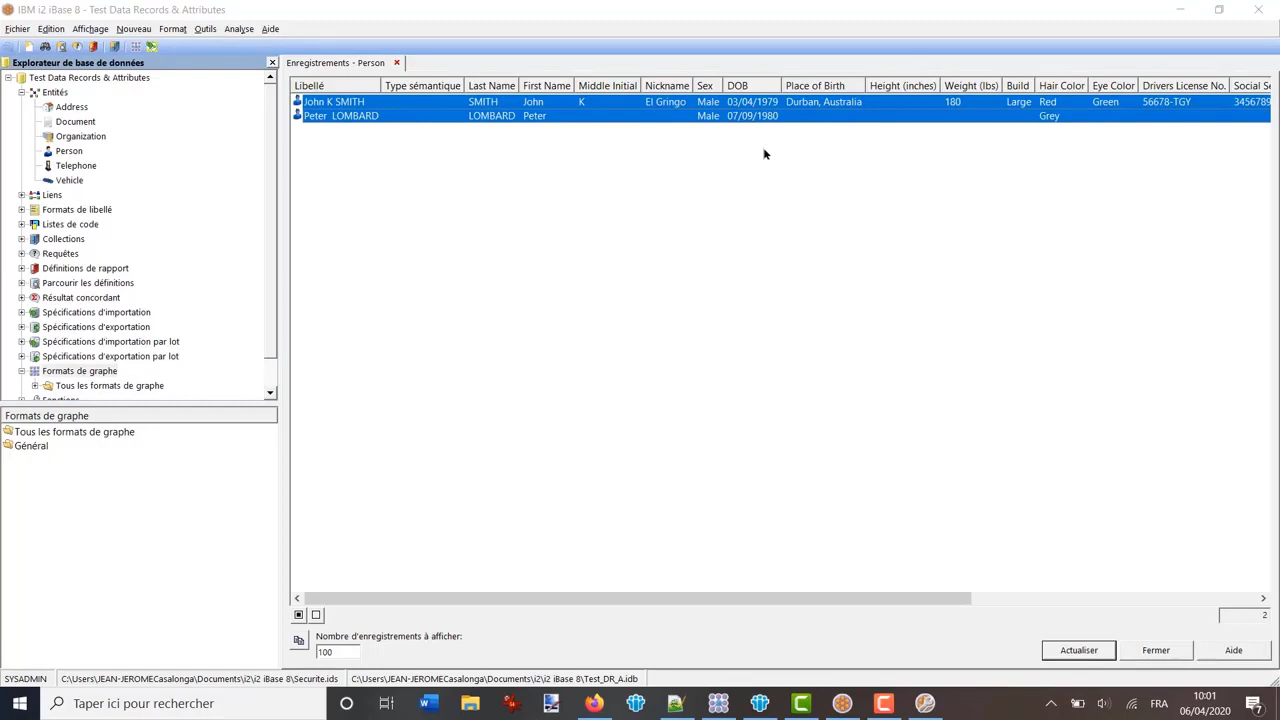 IBM i2 iBase 8 - Test Data Records & Attributes
Fichier Edition Affichage Nouveau Format Outils Analyse Aide
Explorateur de base de données
Test Data Records & Attributes
Entités
Address
Document
Organization
Person
Telephone
Vehicle
Liens
Formats de libellé
Listes de code
Collections
Requêtes
Définitions de rapport
Parcourir les définitions
Résultat concordant
Spécifications d'importation
Spécifications d'exportation
Spécifications d'importation par lot
Spécifications d'exportation par lot
Formats de graphe
Tous les formats de graphe
Fonctions
Formats de graphe
Tous les formats de graphe
Général
Enregistrements - Person
Libellé Type sémantique Last Name First Name Middle Initial Nickname Sex DOB Place of Birth Height (inches) Weight (lbs) Build Hair Color Eye Color Drivers License No. Social Se
John K SMITH SMITH John K El Gringo Male 03/04/1979 Durban, Australia 180 Large Red Green 56678-TGY 3456789
Peter LOMBARD LOMBARD Peter Male 07/09/1980 Grey
2
Nombre d'enregistrements à afficher:
100
Actualiser Fermer Aide
SYSADMIN C:\Users\JEAN-JEROMECasalonga\Documents\i2\i2 iBase 8\Securite.ids C:\Users\JEAN-JEROMECasalonga\Documents\i2\i2 iBase 8\Test_DR_A.idb
Taper ici pour rechercher
FRA
10:01
06/04/2020
7